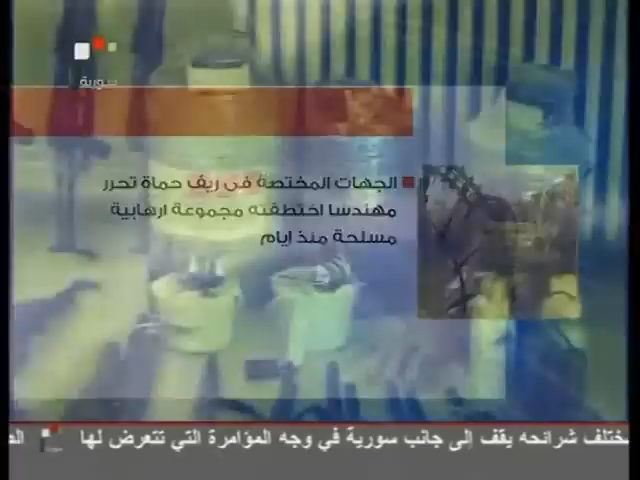 سورية
الجهات المختصة في ريف حماة تحرر
مهندسا اختطفته مجموعة ارهابية
مسلحة منذ إيام
مختلف شرائحه يقف إلى جانب سورية في وجه المؤامرة التي تتعرض لها